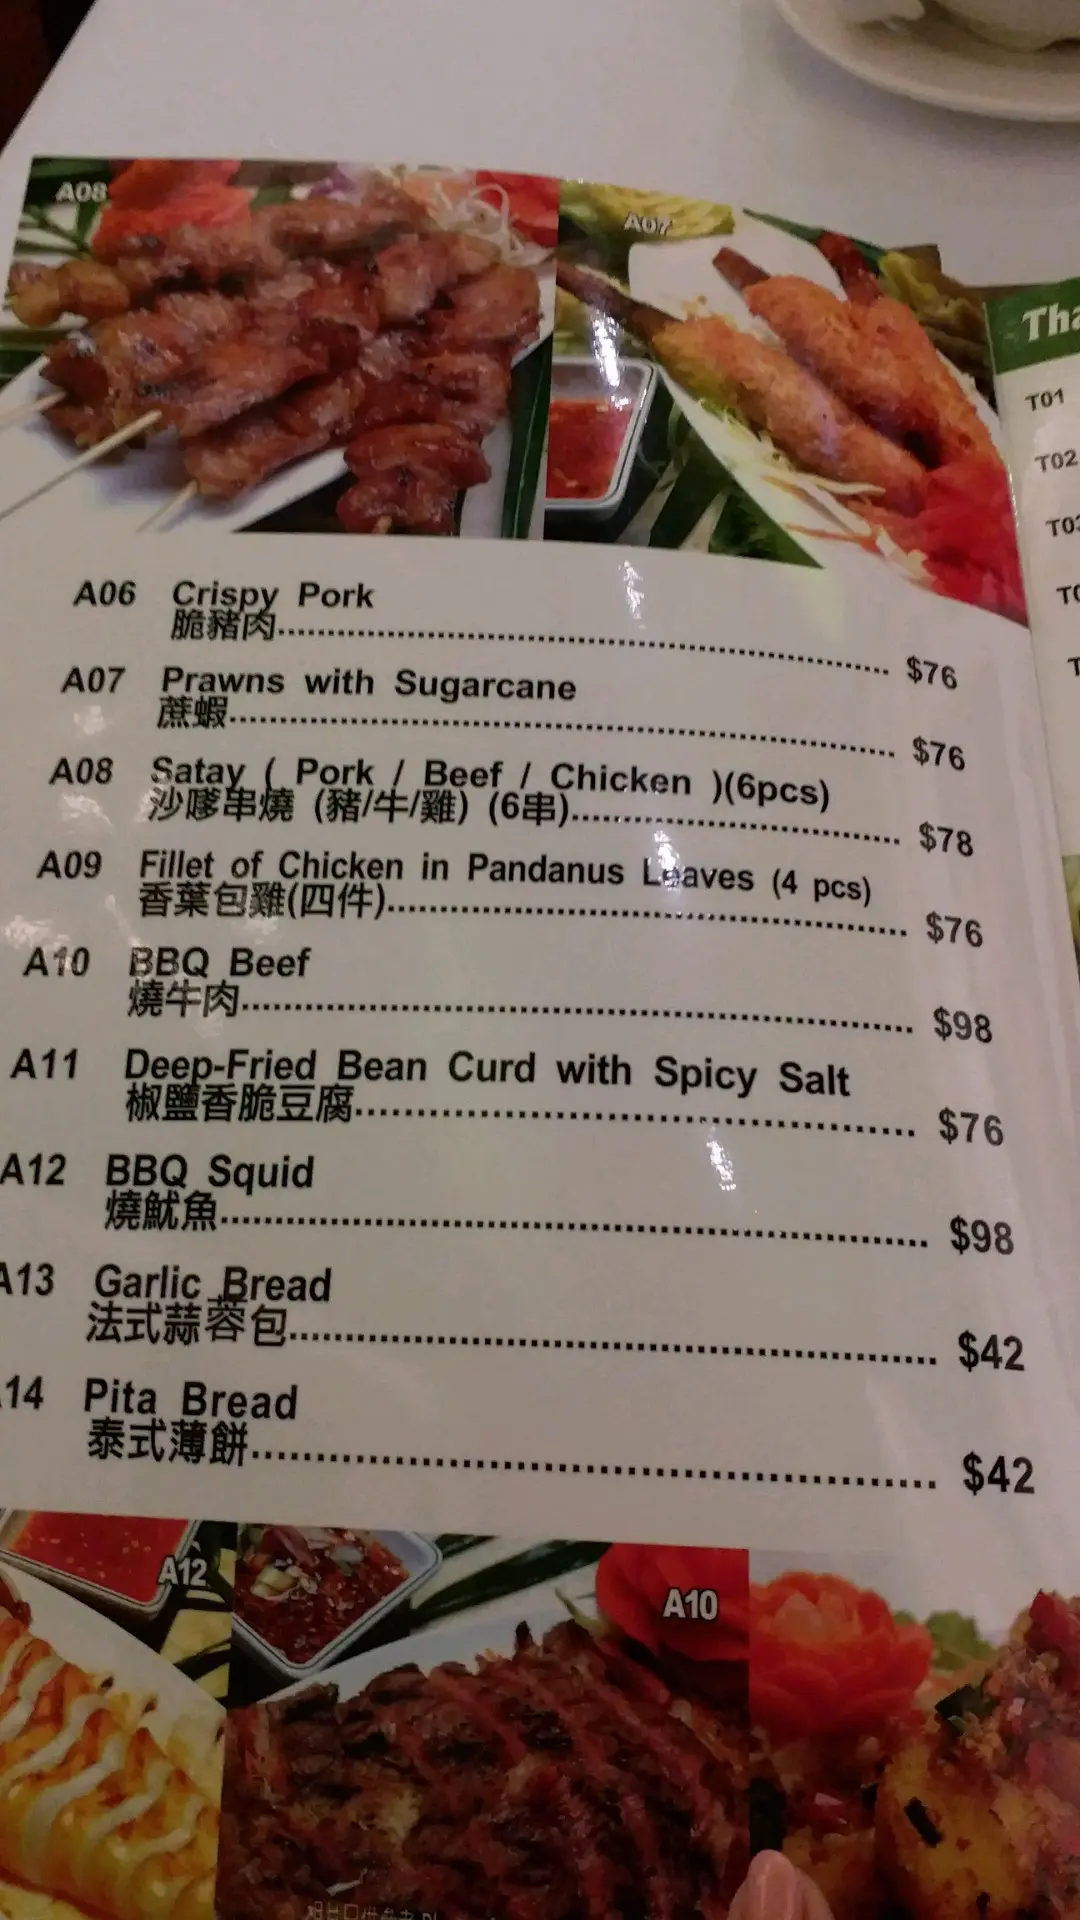 A08
A07
Tha
T01
T02
A06 Crispy Pork
脆豬肉 $76
A07 Prawns with Sugarcane
蔗蝦 $76
A08 Satay ( Pork / Beef / Chicken )(6pcs)
沙嗲串燒 (豬/牛/雞) (6串) $78
A09 Fillet of Chicken in Pandanus Leaves (4 pcs)
香葉包雞(四件) $76
A10 BBQ Beef
燒牛肉 $98
A11 Deep-Fried Bean Curd with Spicy Salt
椒鹽香脆豆腐 $76
A12 BBQ Squid
燒魷魚 $98
A13 Garlic Bread
法式蒜蓉包 $42
A14 Pita Bread
泰式薄餅 $42
A12
A10